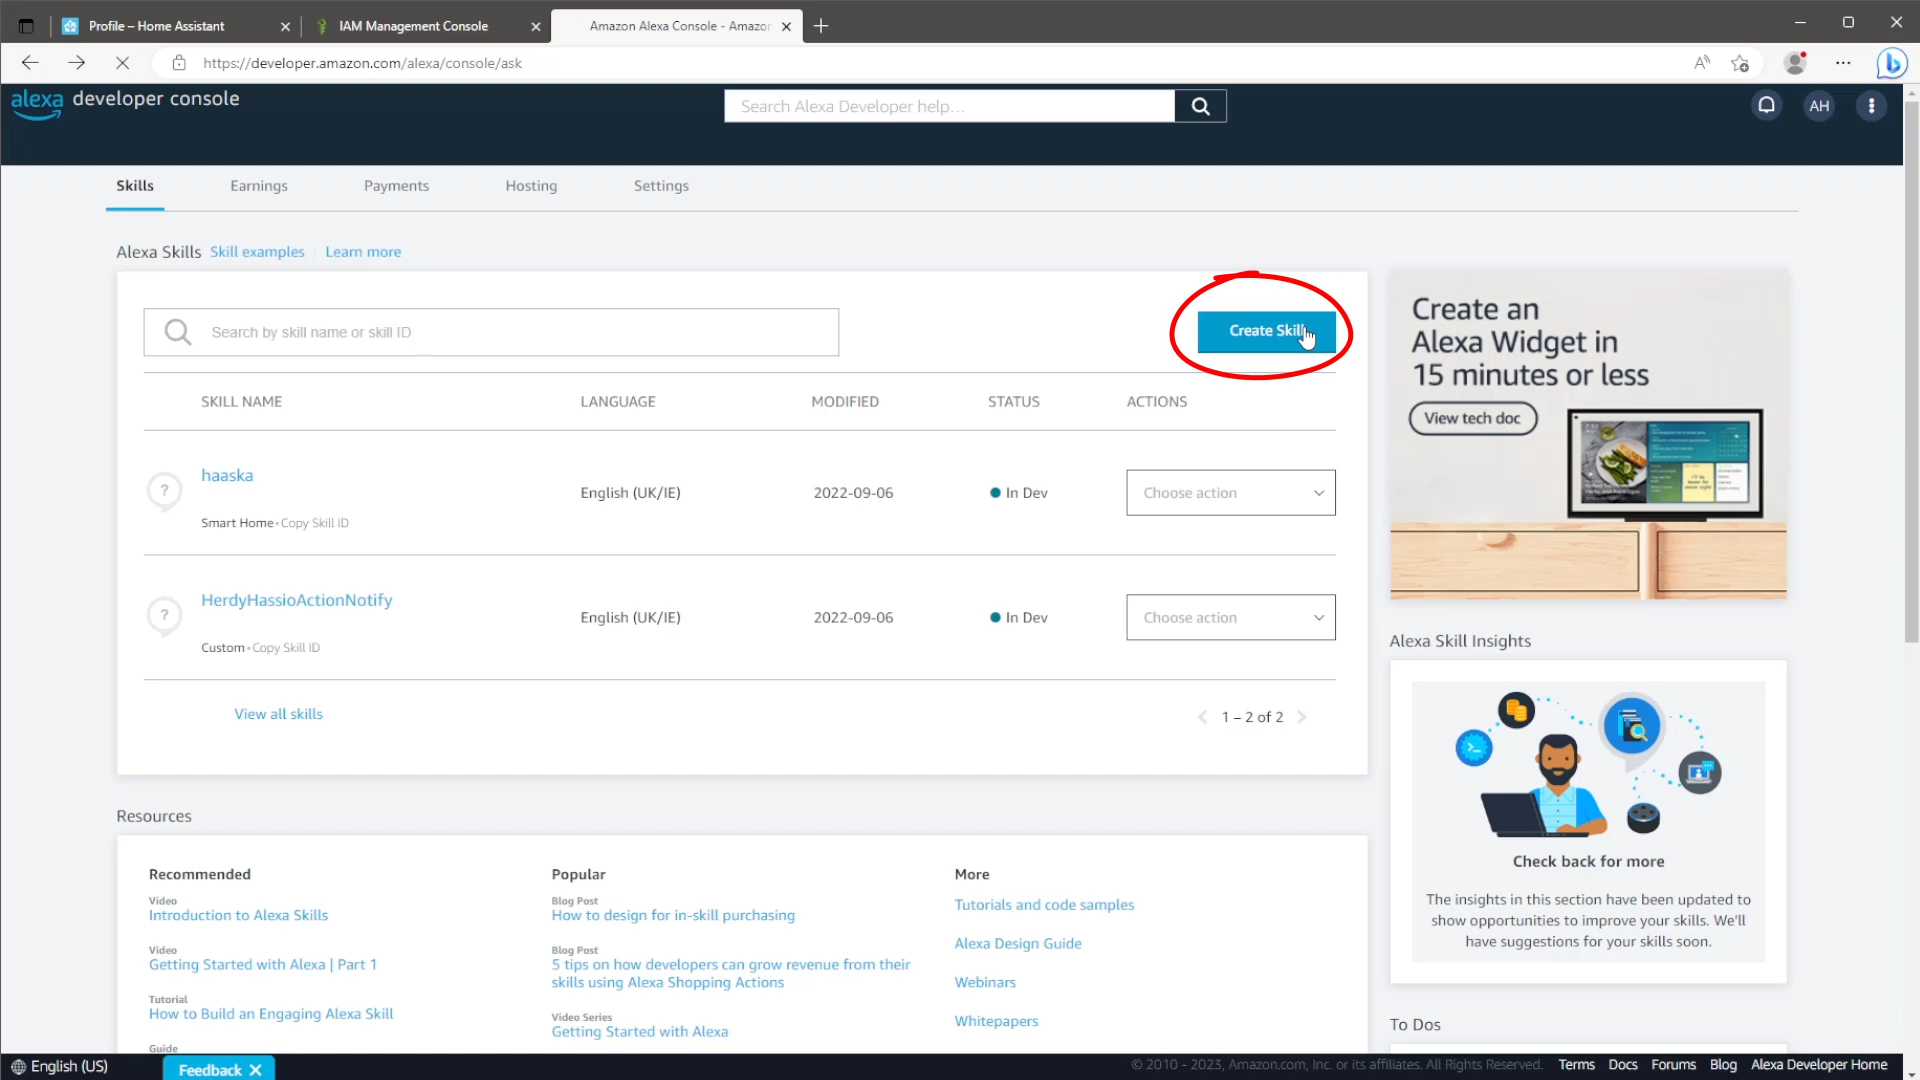 Profile – Home Assistant
IAM Management Console
Amazon Alexa Console - Amazon
https://developer.amazon.com/alexa/console/ask
alexa developer console
Search Alexa Developer help...
AH
Skills
Earnings
Payments
Hosting
Settings
Alexa Skills
Skill examples
Learn more
Search by skill name or skill ID
Create Skill
SKILL NAME
LANGUAGE
MODIFIED
STATUS
ACTIONS
haaska
Smart Home • Copy Skill ID
English (UK/IE)
2022-09-06
In Dev
Choose action
HerdyHassioActionNotify
Custom • Copy Skill ID
English (UK/IE)
2022-09-06
In Dev
Choose action
View all skills
1 – 2 of 2
Create an
Alexa Widget in
15 minutes or less
View tech doc
Alexa Skill Insights
Check back for more
The insights in this section have been updated to
show opportunities to improve your skills. We'll
have suggestions for your skills soon.
To Dos
Resources
Recommended
Video
Introduction to Alexa Skills
Video
Getting Started with Alexa | Part 1
Tutorial
How to Build an Engaging Alexa Skill
Guide
Popular
Blog Post
How to design for in-skill purchasing
Blog Post
5 tips on how developers can grow revenue from their
skills using Alexa Shopping Actions
Video Series
Getting Started with Alexa
More
Tutorials and code samples
Alexa Design Guide
Webinars
Whitepapers
English (US)
Feedback
© 2010 - 2023, Amazon.com, Inc. or its affiliates. All Rights Reserved.
Terms
Docs
Forums
Blog
Alexa Developer Home